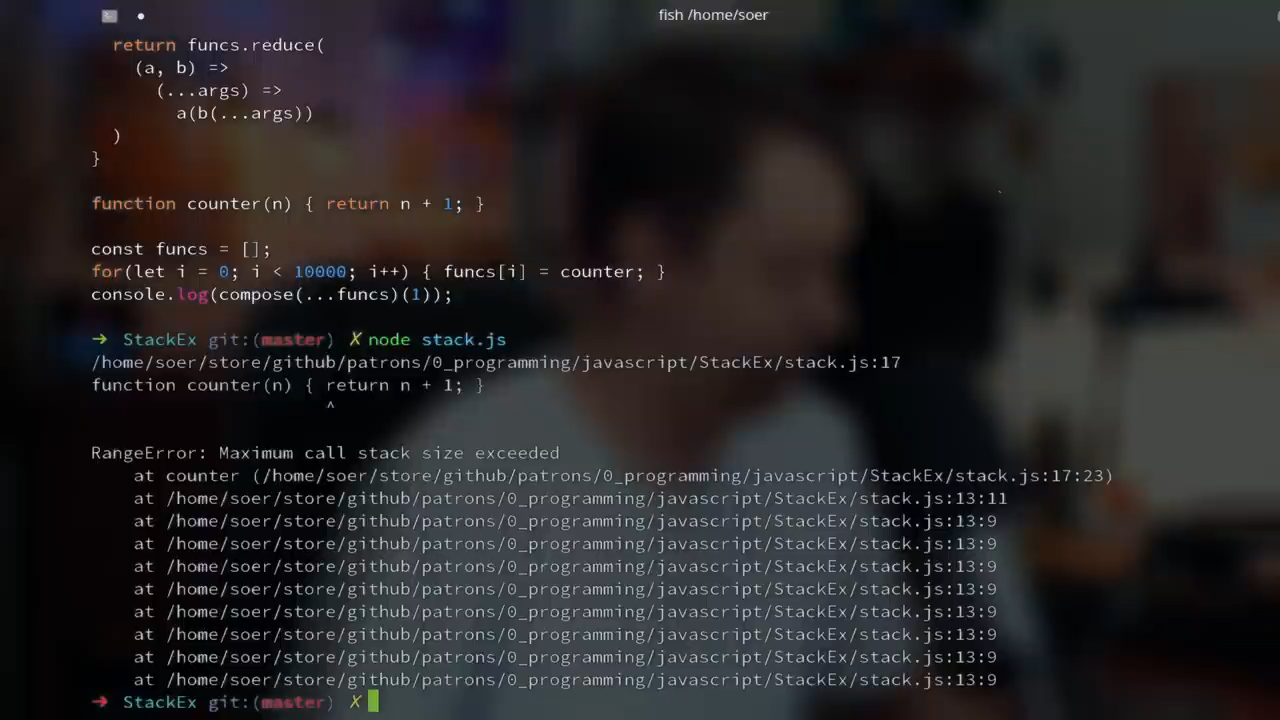 fish /home/soer
return funcs.reduce(
(a, b) =>
(...args) =>
a(b(...args))
)
}
function counter(n) { return n + 1; }
const funcs = [];
for(let i = 0; i < 10000; i++) { funcs[i] = counter; }
console.log(compose(...funcs)(1));
➜ StackEx git:(master) ✗ node stack.js
/home/soer/store/github/patrons/0_programming/javascript/StackEx/stack.js:17
function counter(n) { return n + 1; }
^
RangeError: Maximum call stack size exceeded
at counter (/home/soer/store/github/patrons/0_programming/javascript/StackEx/stack.js:17:23)
at /home/soer/store/github/patrons/0_programming/javascript/StackEx/stack.js:13:11
at /home/soer/store/github/patrons/0_programming/javascript/StackEx/stack.js:13:9
at /home/soer/store/github/patrons/0_programming/javascript/StackEx/stack.js:13:9
at /home/soer/store/github/patrons/0_programming/javascript/StackEx/stack.js:13:9
at /home/soer/store/github/patrons/0_programming/javascript/StackEx/stack.js:13:9
at /home/soer/store/github/patrons/0_programming/javascript/StackEx/stack.js:13:9
at /home/soer/store/github/patrons/0_programming/javascript/StackEx/stack.js:13:9
at /home/soer/store/github/patrons/0_programming/javascript/StackEx/stack.js:13:9
at /home/soer/store/github/patrons/0_programming/javascript/StackEx/stack.js:13:9
➜ StackEx git:(master) ✗